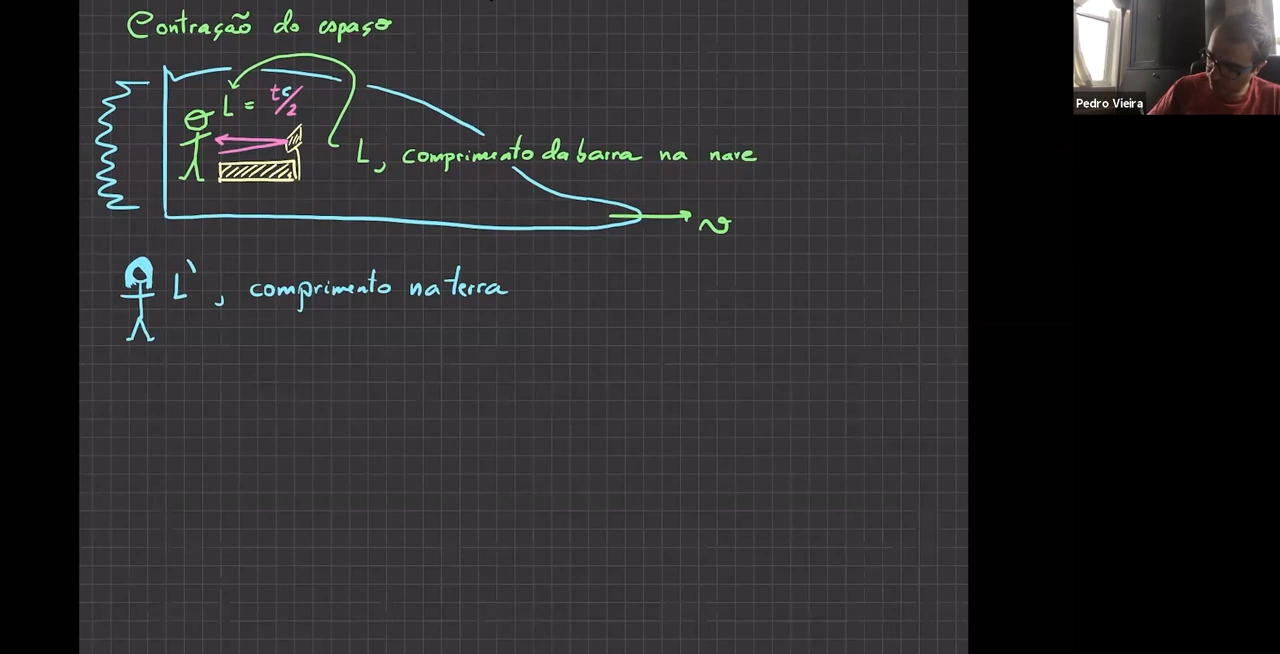 Contração do espaço
L = tc/2
L, comprimento da barra na nave
v
L', comprimento na terra
Pedro Vieira